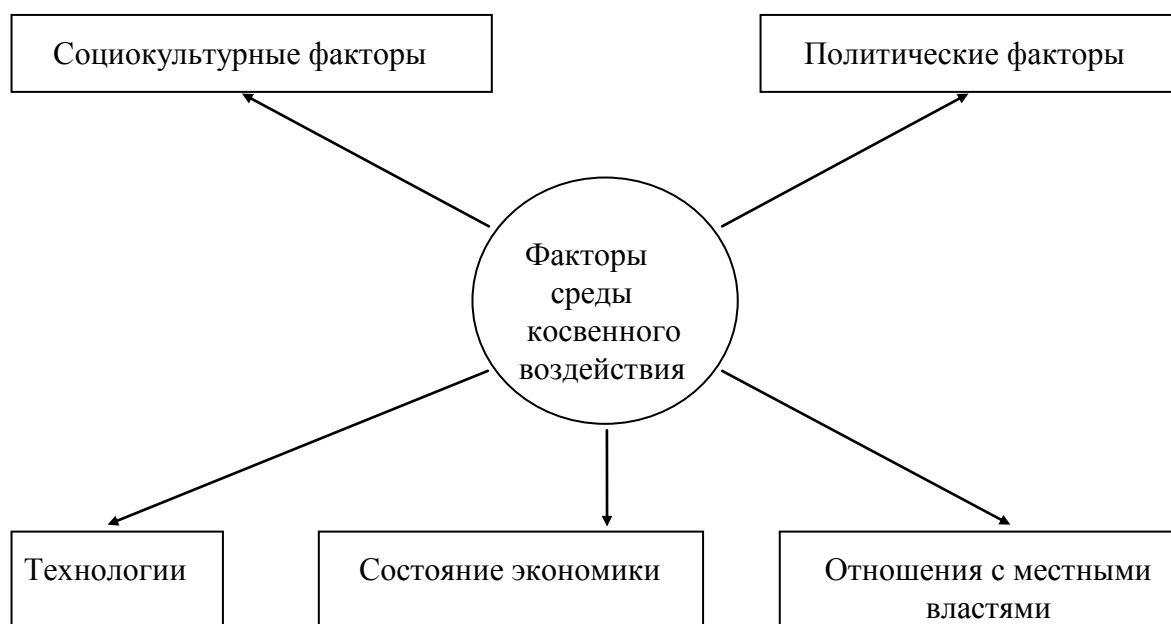 Социокультурные факторы
Политические факторы
Факторы
среды
косвенного
воздействия
Технологии
Состояние экономики
Отношения с местными
властями